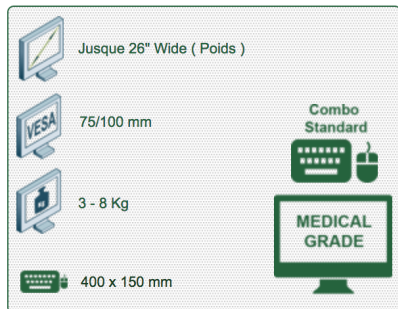 Jusque 26" Wide ( Poids )
VESA
75/100 mm
Combo
Standard
3 - 8 Kg
MEDICAL
GRADE
400 x 150 mm